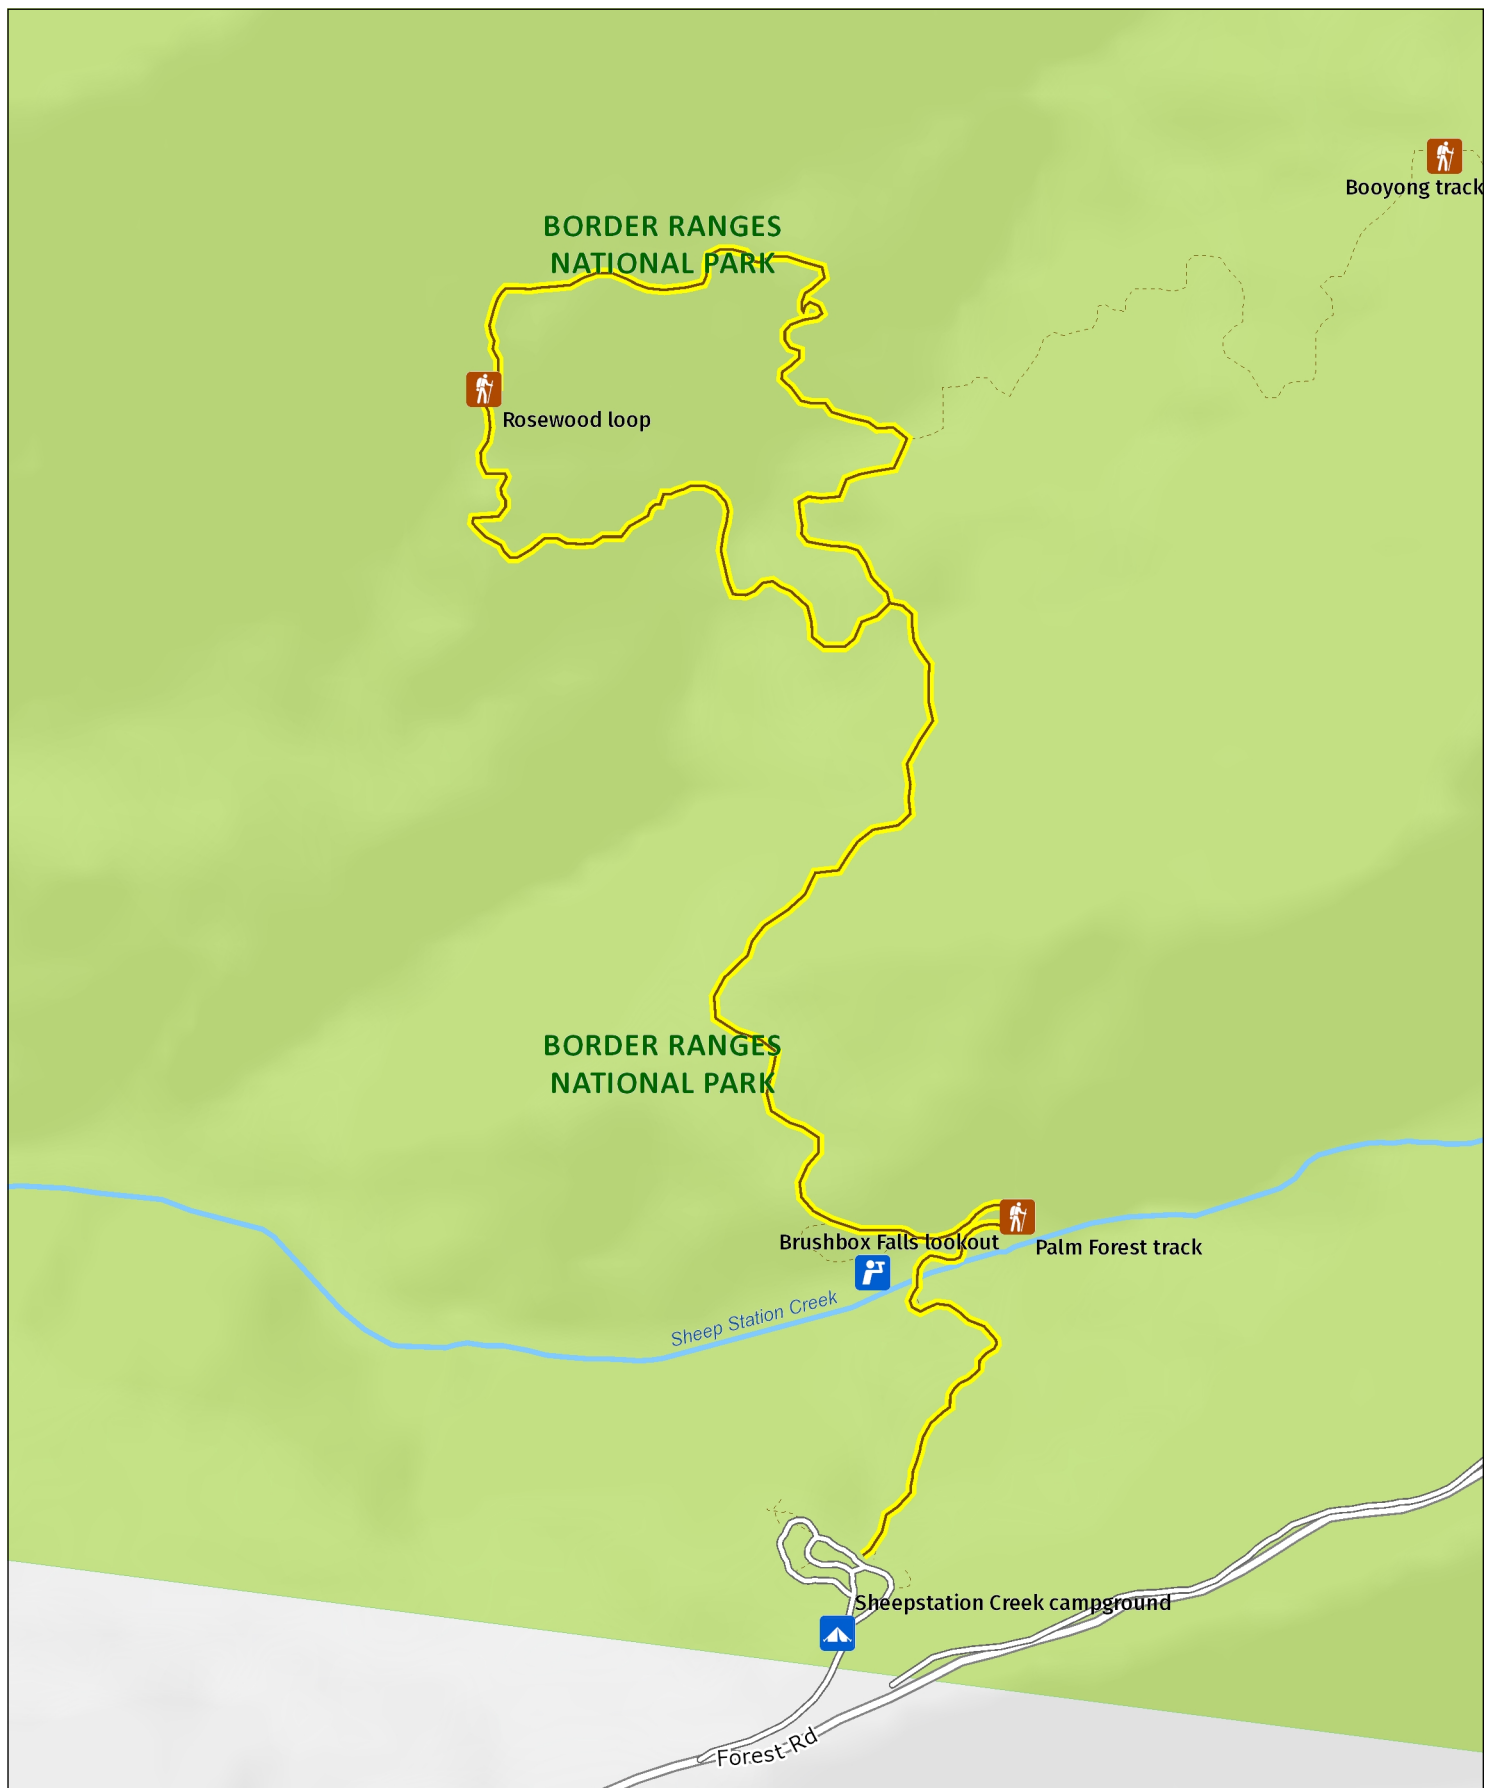 Booyong track
BORDER RANGES
NATIONAL PARK
Rosewood loop
BORDER RANGES
NATIONAL PARK
Brushbox Falls lookout
Palm Forest track
Sheep Station Creek
Sheepstation Creek campground
Forest Rd